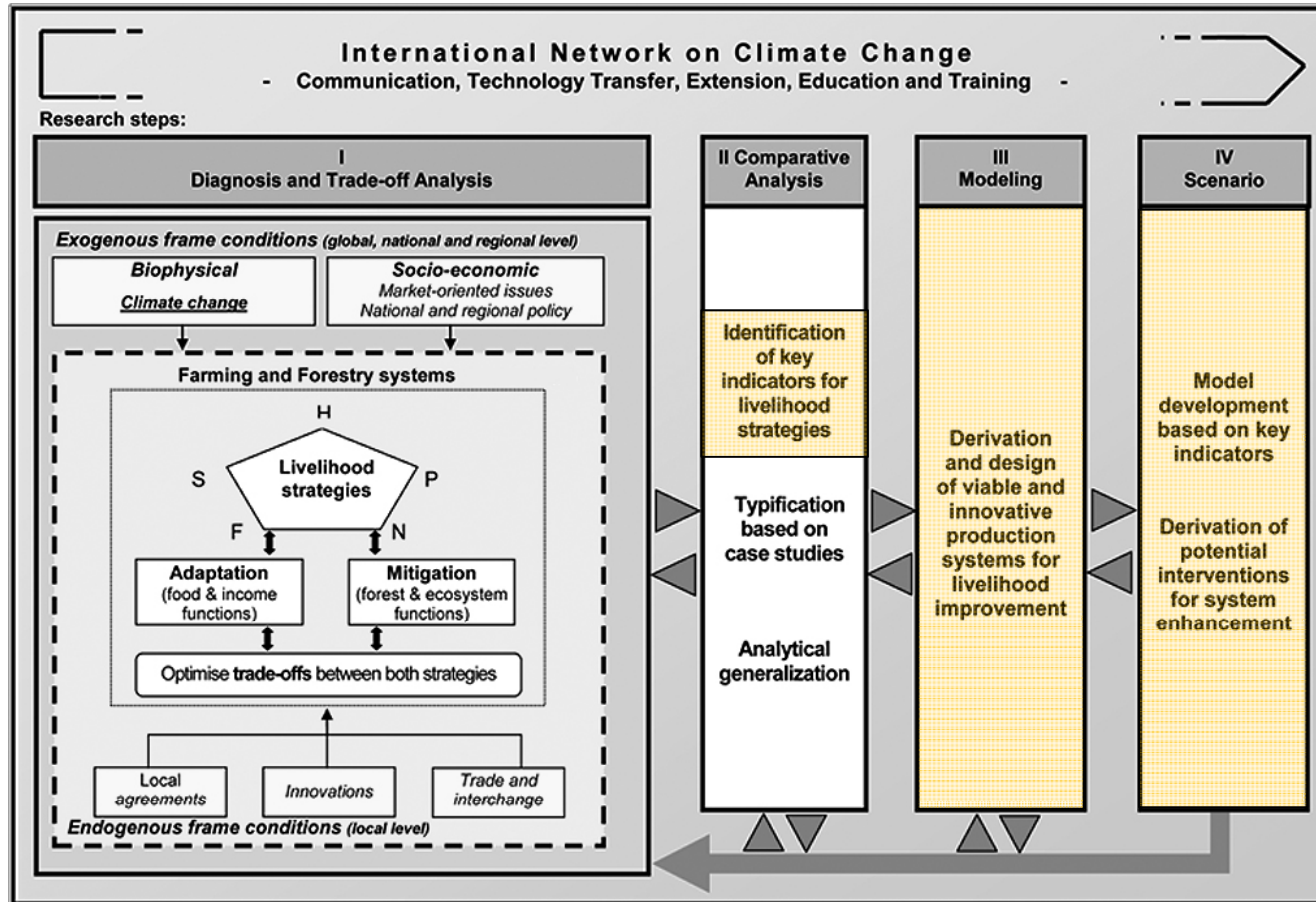 International Network on Climate Change
- Communication, Technology Transfer, Extension, Education and Training -
Research steps:
I
Diagnosis and Trade-off Analysis
Exogenous frame conditions (global, national and regional level)
Biophysical
Climate change
Socio-economic
Market-oriented issues
National and regional policy
Farming and Forestry systems
H
S
P
F
N
Livelihood
strategies
Adaptation
(food & income
functions)
Mitigation
(forest & ecosystem
functions)
Optimise trade-offs between both strategies
Local
agreements
Innovations
Trade and
interchange
Endogenous frame conditions (local level)
II Comparative
Analysis
Identification
of key
indicators for
livelihood
strategies
Typification
based on
case studies
Analytical
generalization
III
Modeling
Derivation
and design
of viable and
innovative
production
systems for
livelihood
improvement
IV
Scenario
Model
development
based on key
indicators
Derivation of
potential
interventions
for system
enhancement